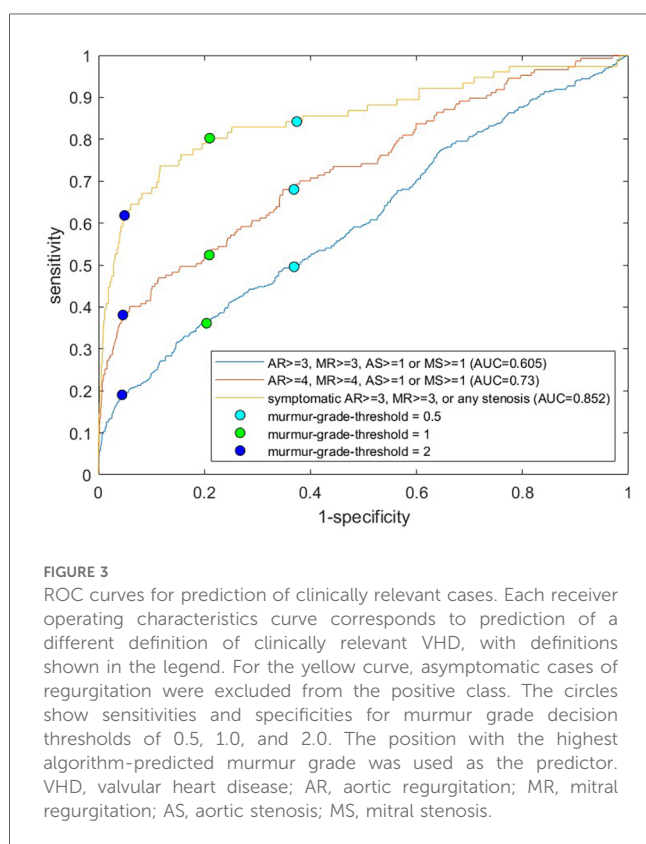 1
0.9
0.8
0.7
0.6
0.5
0.4
0.3
0.2
0.1
0
sensitivity
AR>=3, MR>=3, AS>=1 or MS>=1 (AUC=0.605)
AR>=4, MR>=4, AS>=1 or MS>=1 (AUC=0.73)
symptomatic AR>=3, MR>=3, or any stenosis (AUC=0.852)
murmur-grade-threshold = 0.5
murmur-grade-threshold = 1
murmur-grade-threshold = 2
0 0.2 0.4 0.6 0.8 1
1-specificity
FIGURE 3
ROC curves for prediction of clinically relevant cases. Each receiver
operating characteristics curve corresponds to prediction of a
different definition of clinically relevant VHD, with definitions
shown in the legend. For the yellow curve, asymptomatic cases of
regurgitation were excluded from the positive class. The circles
show sensitivities and specificities for murmur grade decision
thresholds of 0.5, 1.0, and 2.0. The position with the highest
algorithm-predicted murmur grade was used as the predictor.
VHD, valvular heart disease; AR, aortic regurgitation; MR, mitral
regurgitation; AS, aortic stenosis; MS, mitral stenosis.